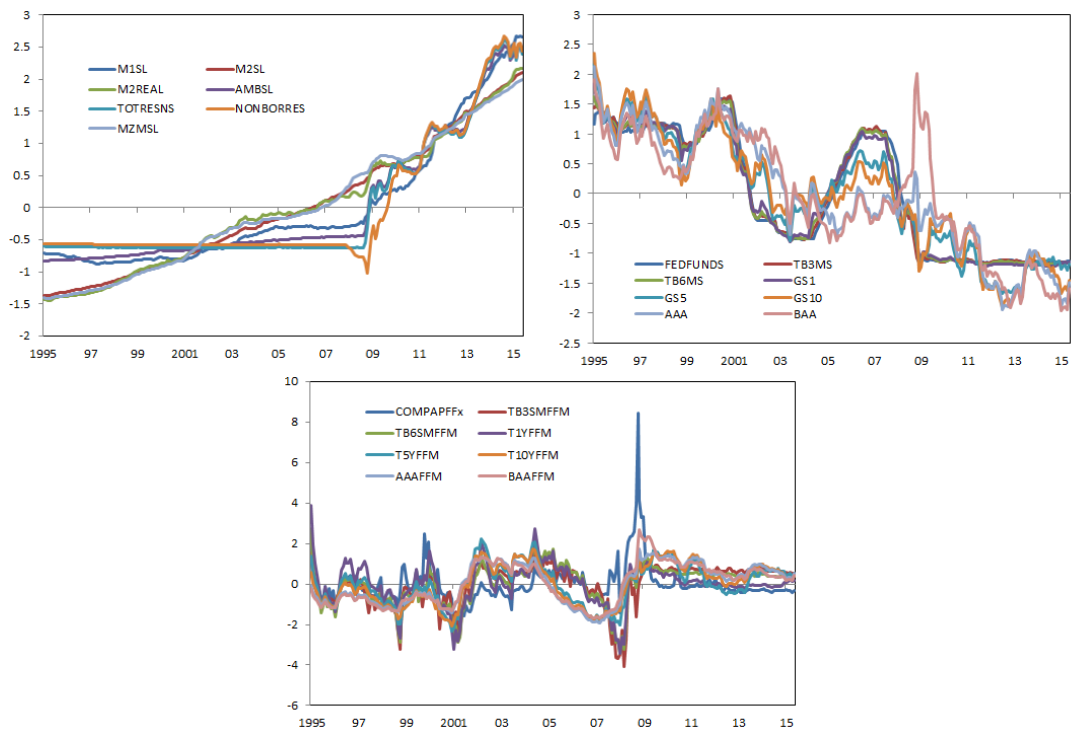 3
2.5
2
1.5
1
0.5
0
-0.5
-1
-1.5
-2
M1SL M2SL
M2REAL AMBSL
TOTRESNS NONBORRES
MZMSL
1995 97 99 2001 03 05 07 09 11 13 15
3
2.5
2
1.5
1
0.5
0
-0.5
-1
-1.5
-2
-2.5
FEDFUNDS TB3MS
TB6MS GS1
GS5 GS10
AAA BAA
1995 97 99 2001 03 05 07 09 11 13 15
10
8
6
4
2
0
-2
-4
-6
COMPAPFFx TB3SMFFM
TB6SMFFM T1YFFM
T5YFFM T10YFFM
AAAFFM BAAFFM
1995 97 99 2001 03 05 07 09 11 13 15